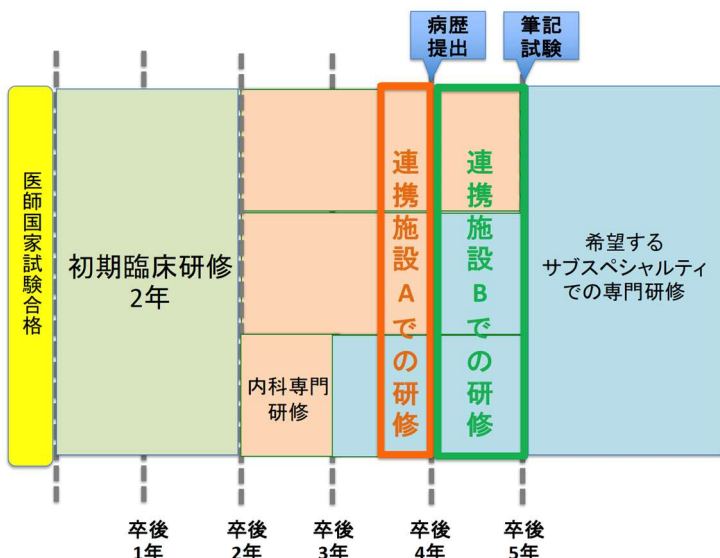 病歴
提出
筆記
試験
医師国家試験合格
初期臨床研修
2年
内科専門
研修
連携施設Aでの研修
連携施設Bでの研修
希望する
サブスペシャルティ
での専門研修
卒後
1年
卒後
2年
卒後
3年
卒後
4年
卒後
5年